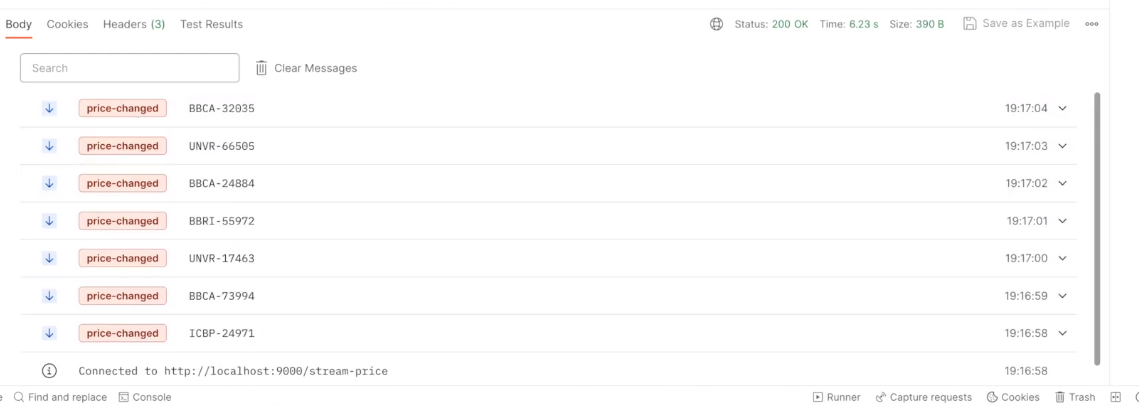 Body Cookies Headers (3) Test Results Status: 200 OK Time: 6.23 s Size: 390 B Save as Example
Search Clear Messages
price-changed BBCA-32035 19:17:04
price-changed UNVR-66505 19:17:03
price-changed BBCA-24884 19:17:02
price-changed BBRI-55972 19:17:01
price-changed UNVR-17463 19:17:00
price-changed BBCA-73994 19:16:59
price-changed ICBP-24971 19:16:58
Connected to http://localhost:9000/stream-price 19:16:58
Find and replace Console Runner Capture requests Cookies Trash